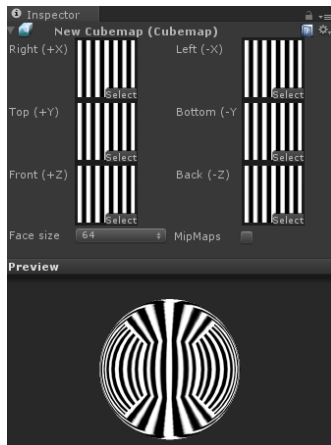 Inspector
New Cubemap (Cubemap)
Right (+X) Left (-X)
Select Select
Top (+Y) Bottom (-Y
Select Select
Front (+Z) Back (-Z)
Select Select
Face size 64 MipMaps
Preview